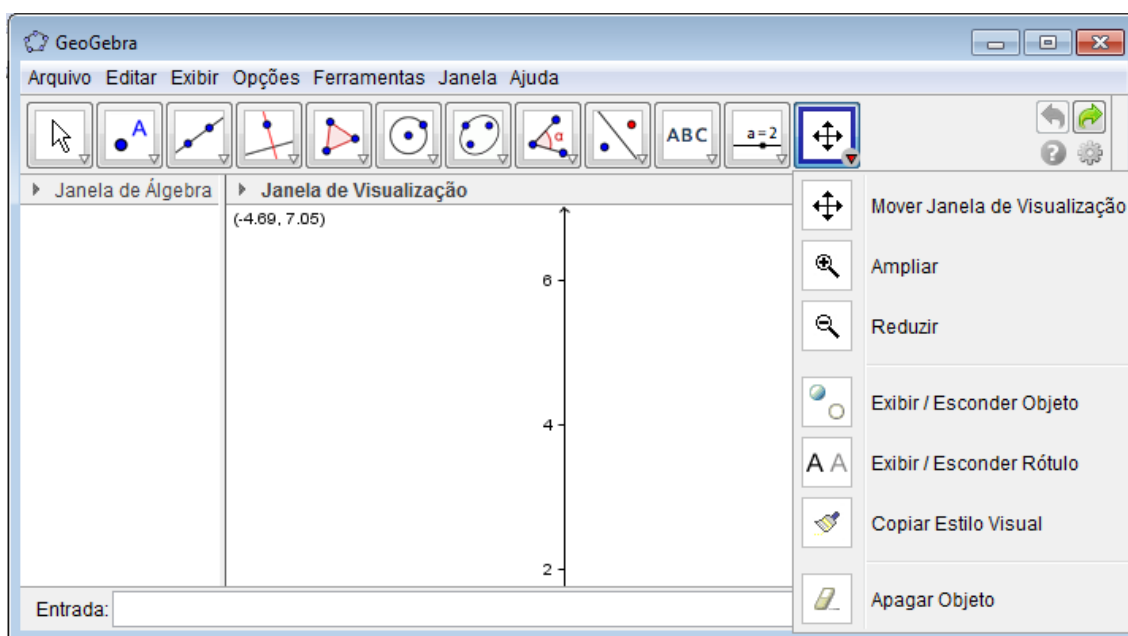 GeoGebra
Arquivo Editar Exibir Opções Ferramentas Janela Ajuda
A α ABC a=2
Janela de Álgebra Janela de Visualização
(-4.69, 7.05)
6
4
2
Mover Janela de Visualização
Ampliar
Reduzir
Exibir / Esconder Objeto
A A Exibir / Esconder Rótulo
Copiar Estilo Visual
Apagar Objeto
Entrada: